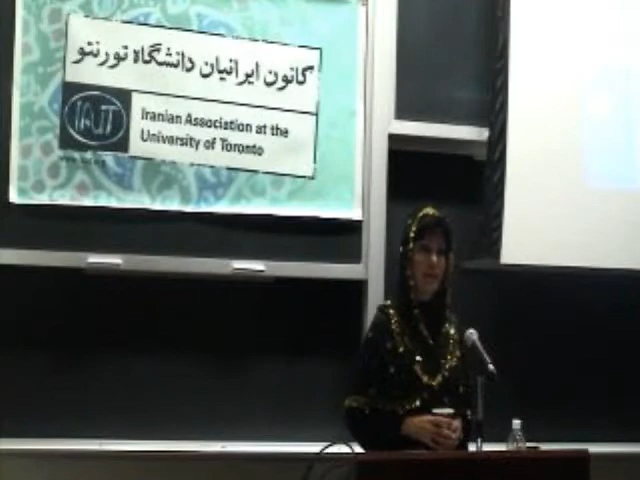 کانون ایرانیان دانشگاه تورنتو
IAUT
Iranian Association at the
University of Toronto